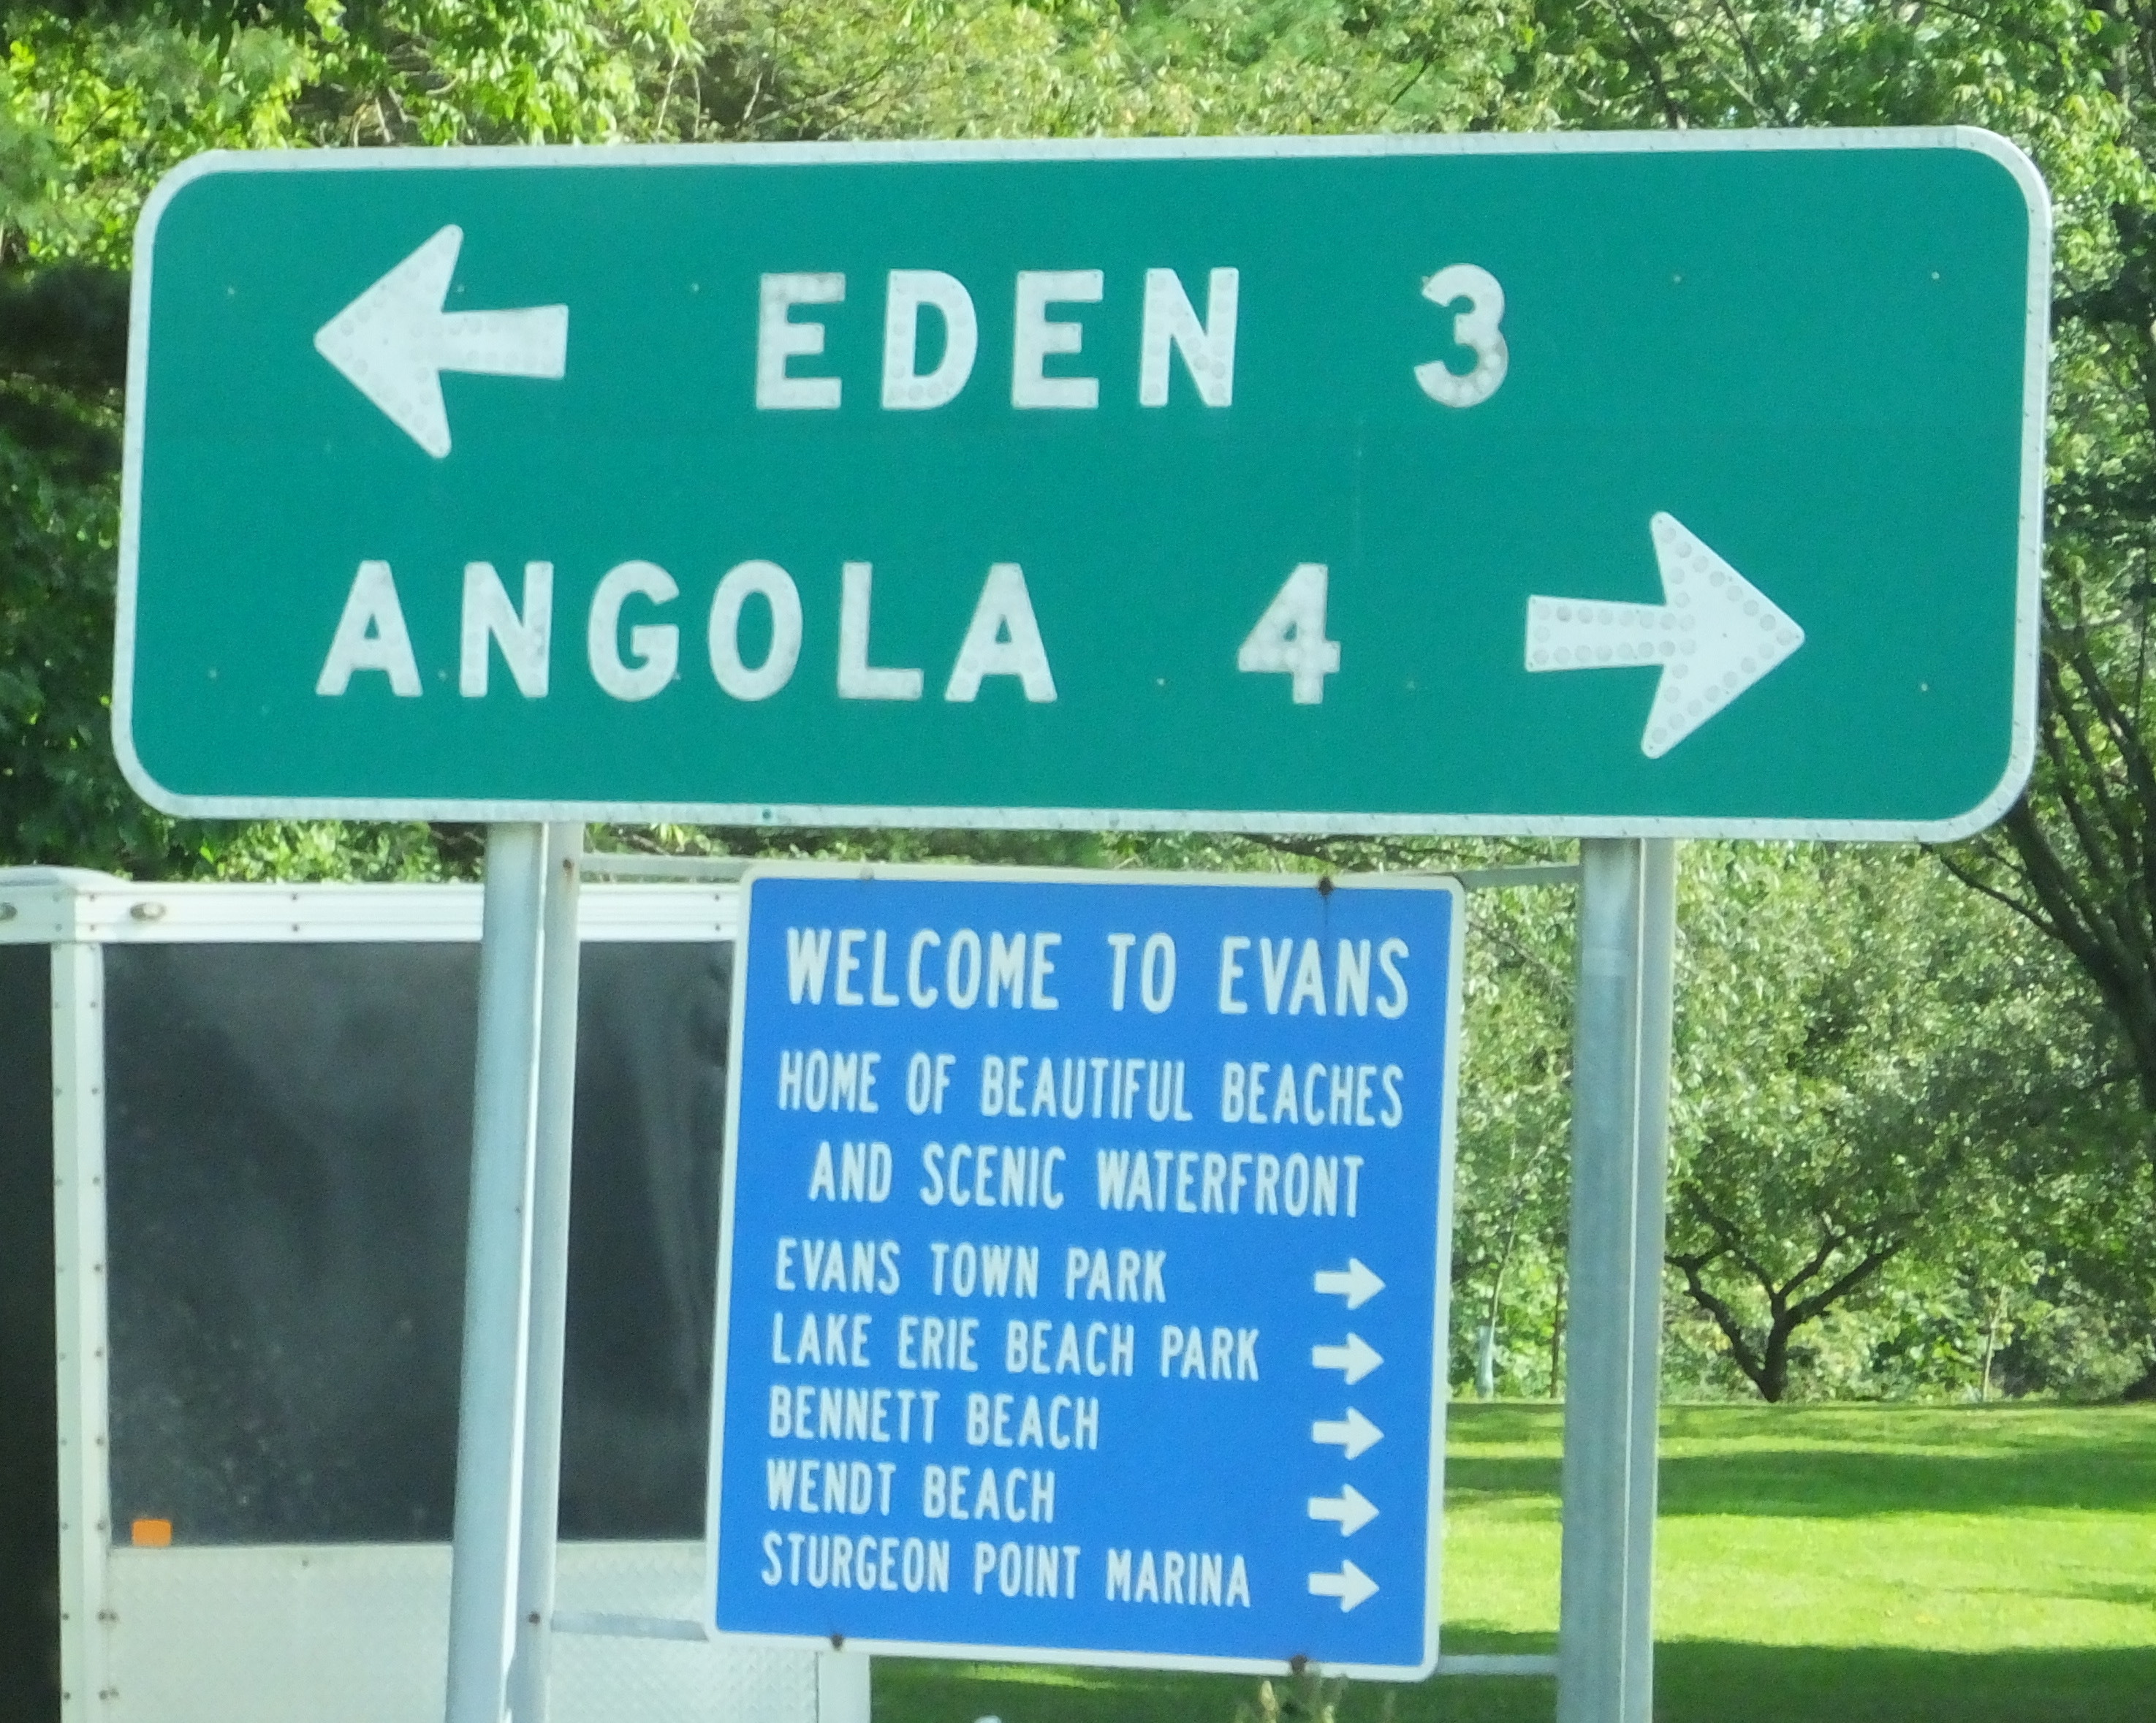 EDEN 3
ANGOLA 4
WELCOME TO EVANS
HOME OF BEAUTIFUL BEACHES
AND SCENIC WATERFRONT
EVANS TOWN PARK
LAKE ERIE BEACH PARK
BENNETT BEACH
WENDT BEACH
STURGEON POINT MARINA